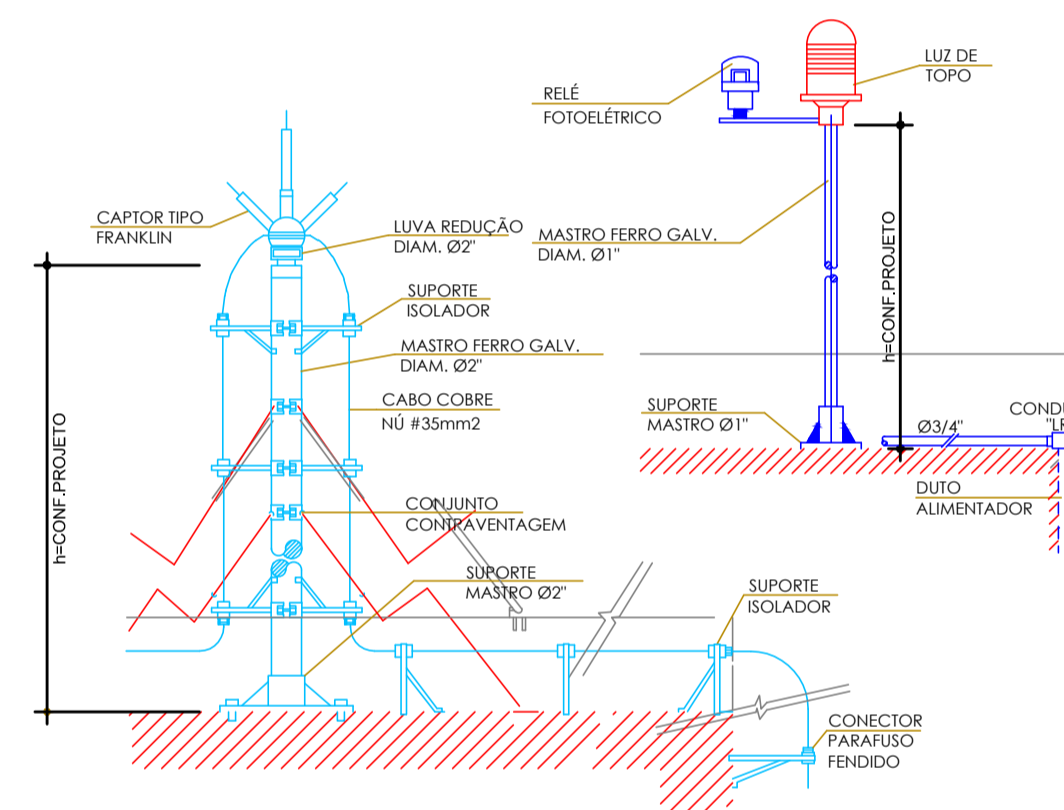 CAPTOR TIPO
FRANKLIN
LUVA REDUÇÃO
DIAM. Ø2"
SUPORTE
ISOLADOR
MASTRO FERRO GALV.
DIAM. Ø2"
CABO COBRE
NÚ #35mm2
CONJUNTO
CONTRAVENTAGEM
SUPORTE
MASTRO Ø2"
h=CONF.PROJETO
SUPORTE
ISOLADOR
CONECTOR
PARAFUSO
FENDIDO
RELÉ
FOTOELÉTRICO
LUZ DE
TOPO
MASTRO FERRO GALV.
DIAM. Ø1"
h=CONF.PROJETO
SUPORTE
MASTRO Ø1"
Ø3/4"
DUTO
ALIMENTADOR